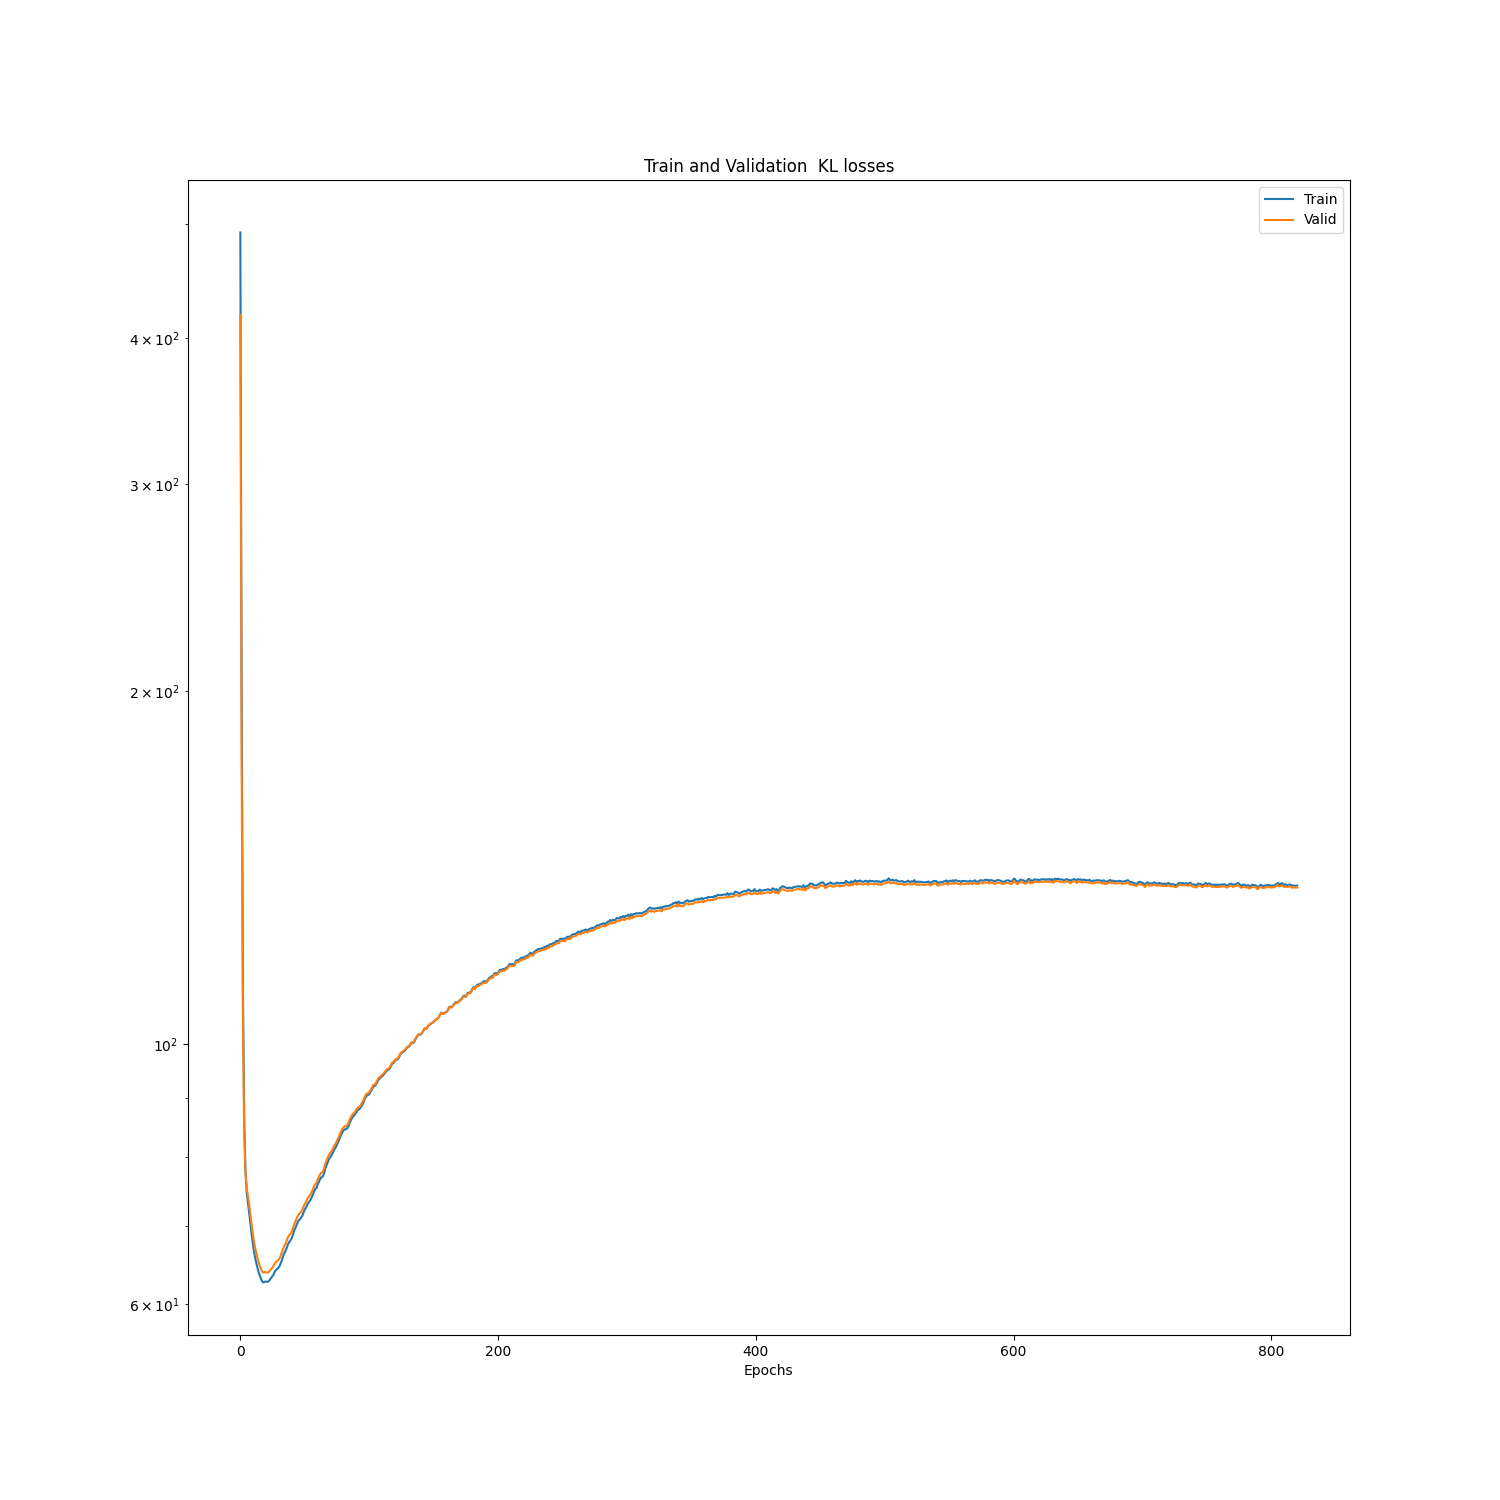 Train and Validation  KL losses
Train
Valid
4 × 10²
3 × 10²
2 × 10²
10²
6 × 10¹
0 200 400 600 800
Epochs